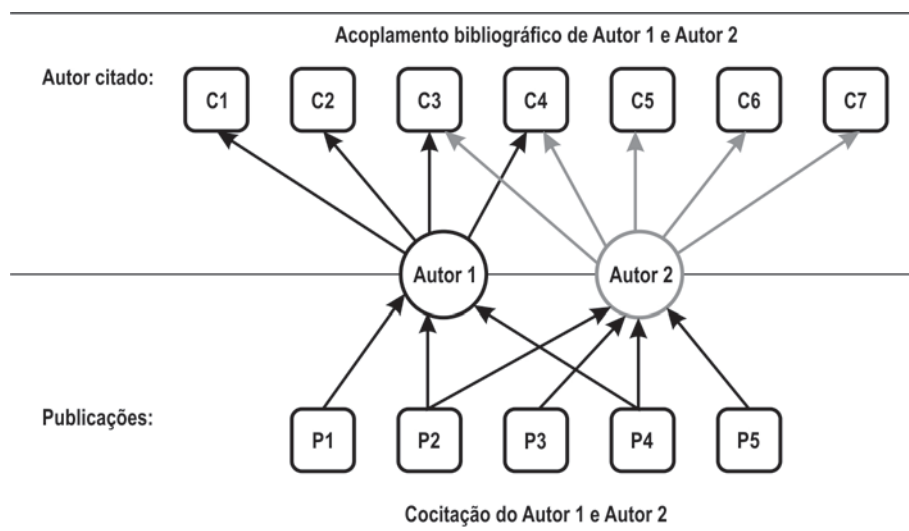 Acoplamento bibliográfico de Autor 1 e Autor 2
Autor citado:
C1 C2 C3 C4 C5 C6 C7
Autor 1 Autor 2
Publicações:
P1 P2 P3 P4 P5
Cocitação do Autor 1 e Autor 2